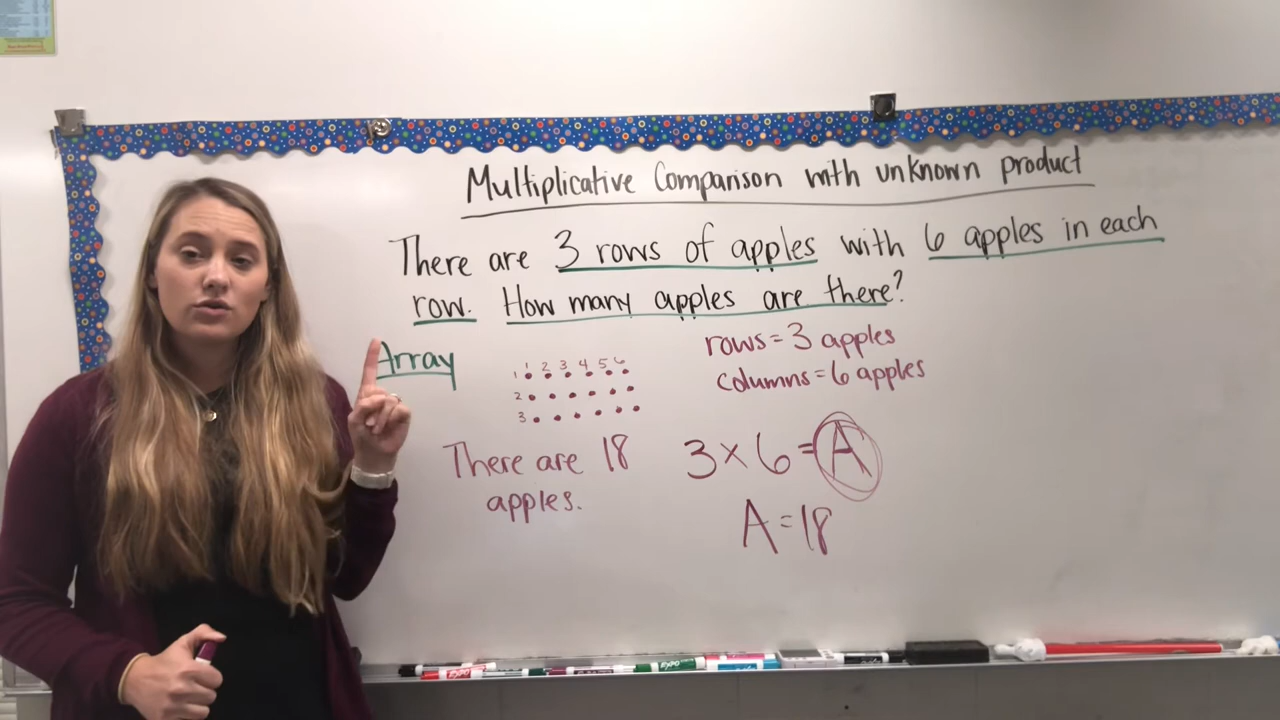 Multiplicative Comparison with unknown product
There are 3 rows of apples with 6 apples in each
row. How many apples are there?
Array
1 2 3 4 5 6
1
2
3
rows = 3 apples
columns = 6 apples
There are 18
apples.
3 × 6 = A
A = 18